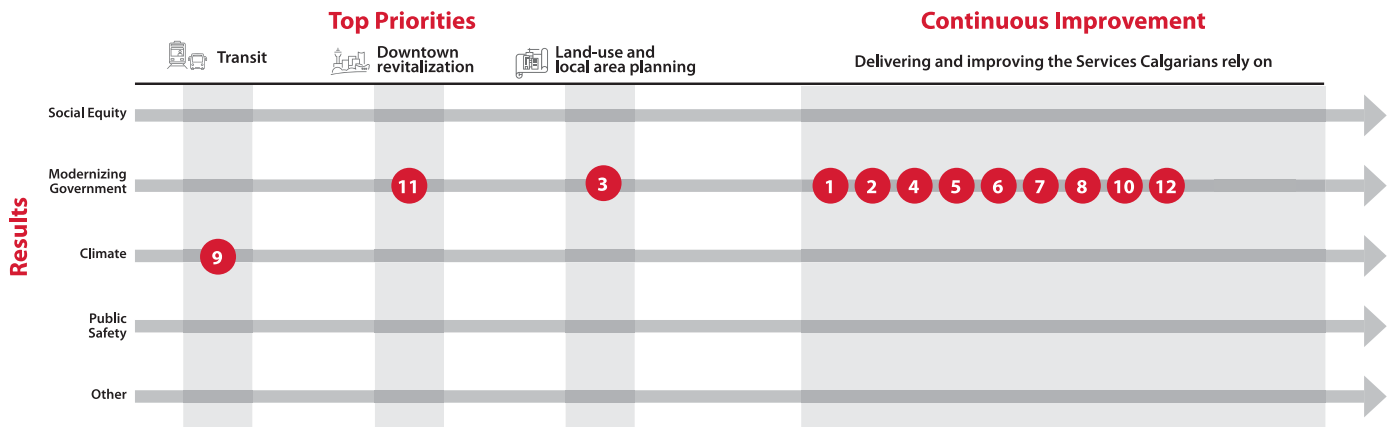 Top Priorities
Continuous Improvement
Transit
Downtown
revitalization
Land-use and
local area planning
Delivering and improving the Services Calgarians rely on
Results
Social Equity
Modernizing
Government
11
3
1 2 4 5 6 7 8 10 12
Climate
9
Public
Safety
Other